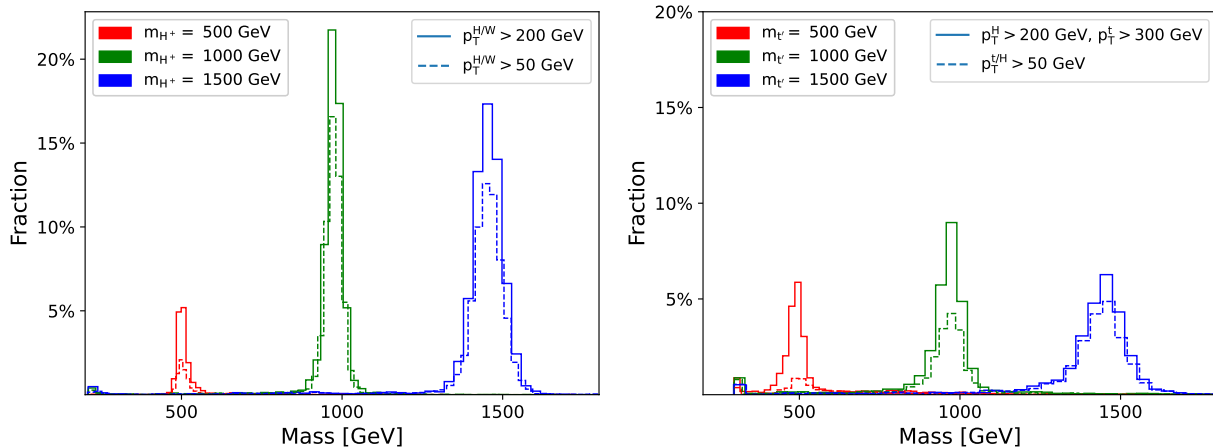 20%
15%
10%
5%
Fraction
m_H⁺ = 500 GeV
m_H⁺ = 1000 GeV
m_H⁺ = 1500 GeV
p_T^{H/W} > 200 GeV
p_T^{H/W} > 50 GeV
500
1000
1500
Mass [GeV]
20%
15%
10%
5%
Fraction
m_t′ = 500 GeV
m_t′ = 1000 GeV
m_t′ = 1500 GeV
p_T^H > 200 GeV, p_T^t > 300 GeV
p_T^{t/H} > 50 GeV
500
1000
1500
Mass [GeV]